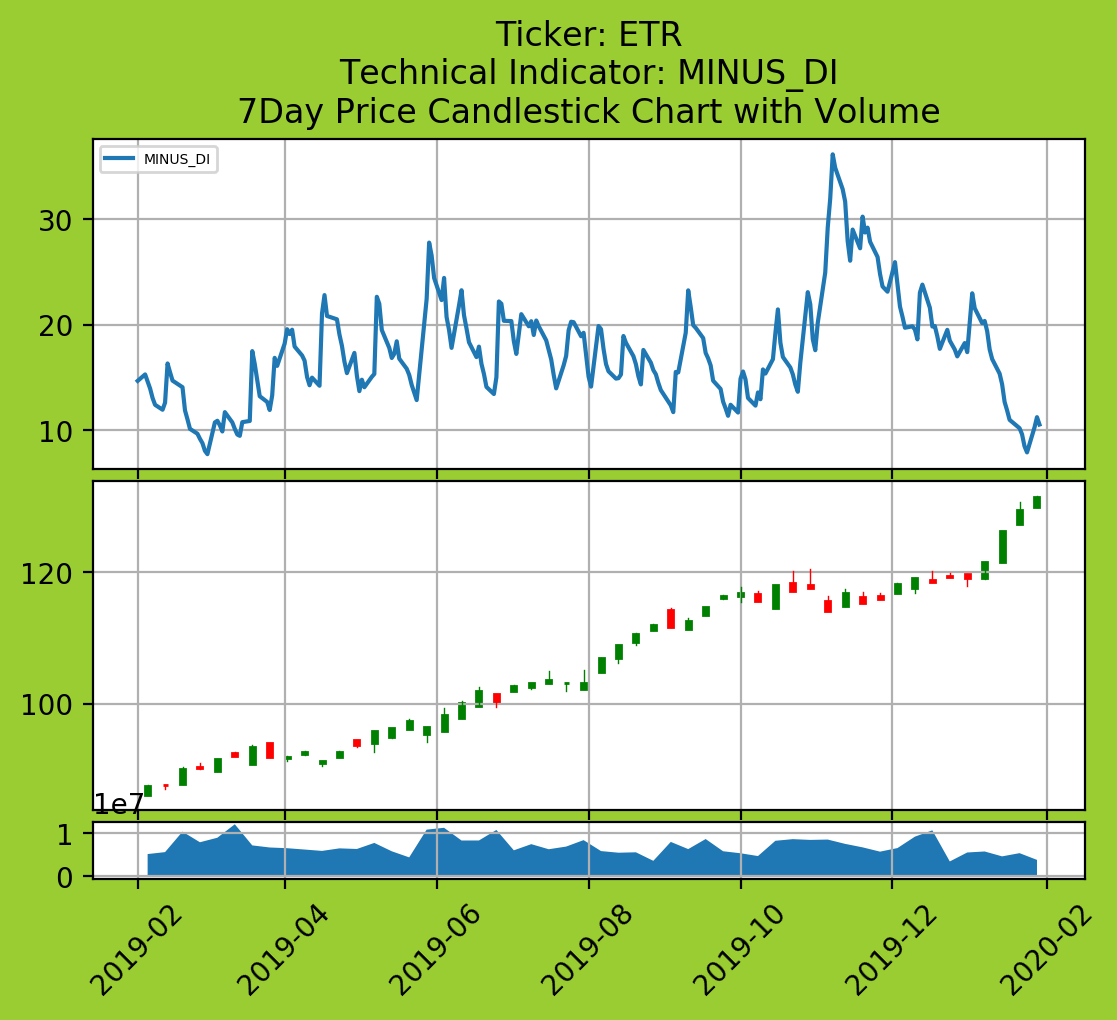 Ticker: ETR
Technical Indicator: MINUS_DI
7Day Price Candlestick Chart with Volume
MINUS_DI
30
20
10
120
100
1e7
1
0
2019-02
2019-04
2019-06
2019-08
2019-10
2019-12
2020-02